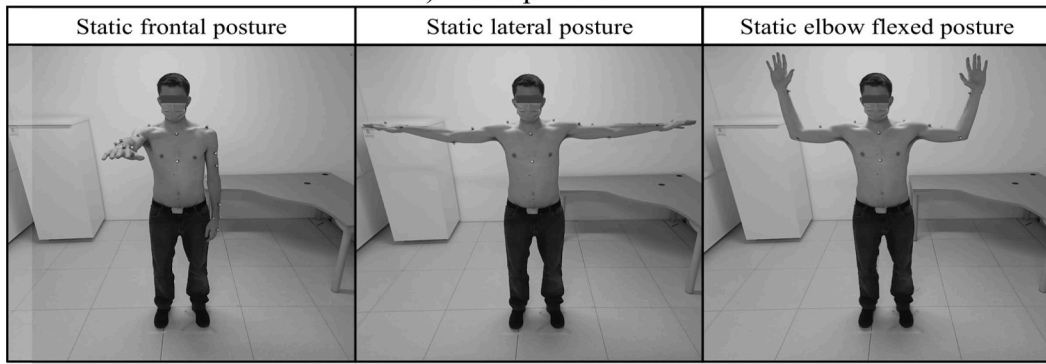 Static frontal posture
Static lateral posture
Static elbow flexed posture